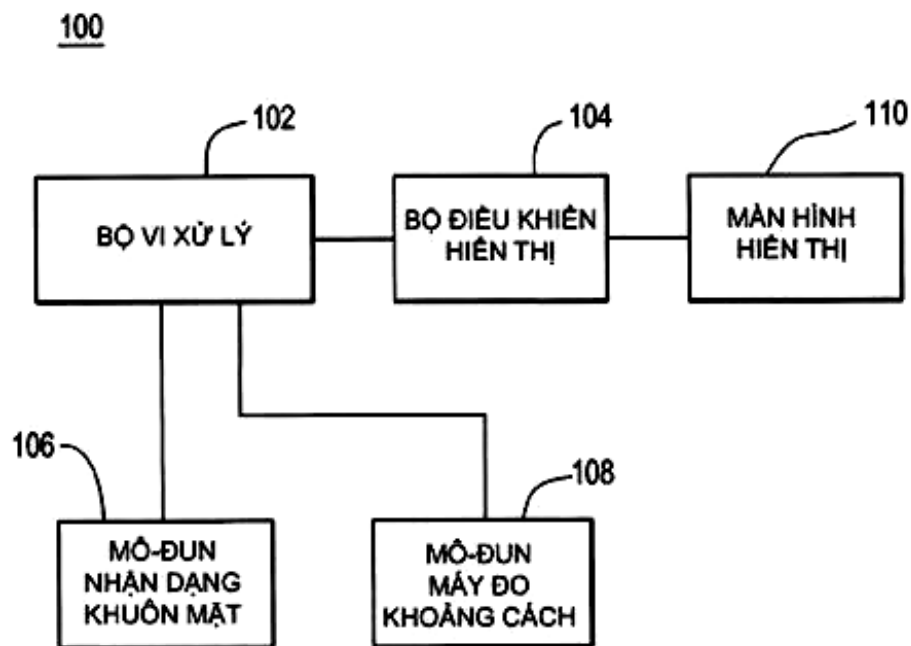 100
102
104
110
BỘ VI XỬ LÝ
BỘ ĐIỀU KHIỂN
HIỂN THỊ
MÀN HÌNH
HIỂN THỊ
106
108
MÔ-ĐUN
NHẬN DẠNG
KHUÔN MẶT
MÔ-ĐUN
MÁY ĐO
KHOẢNG CÁCH